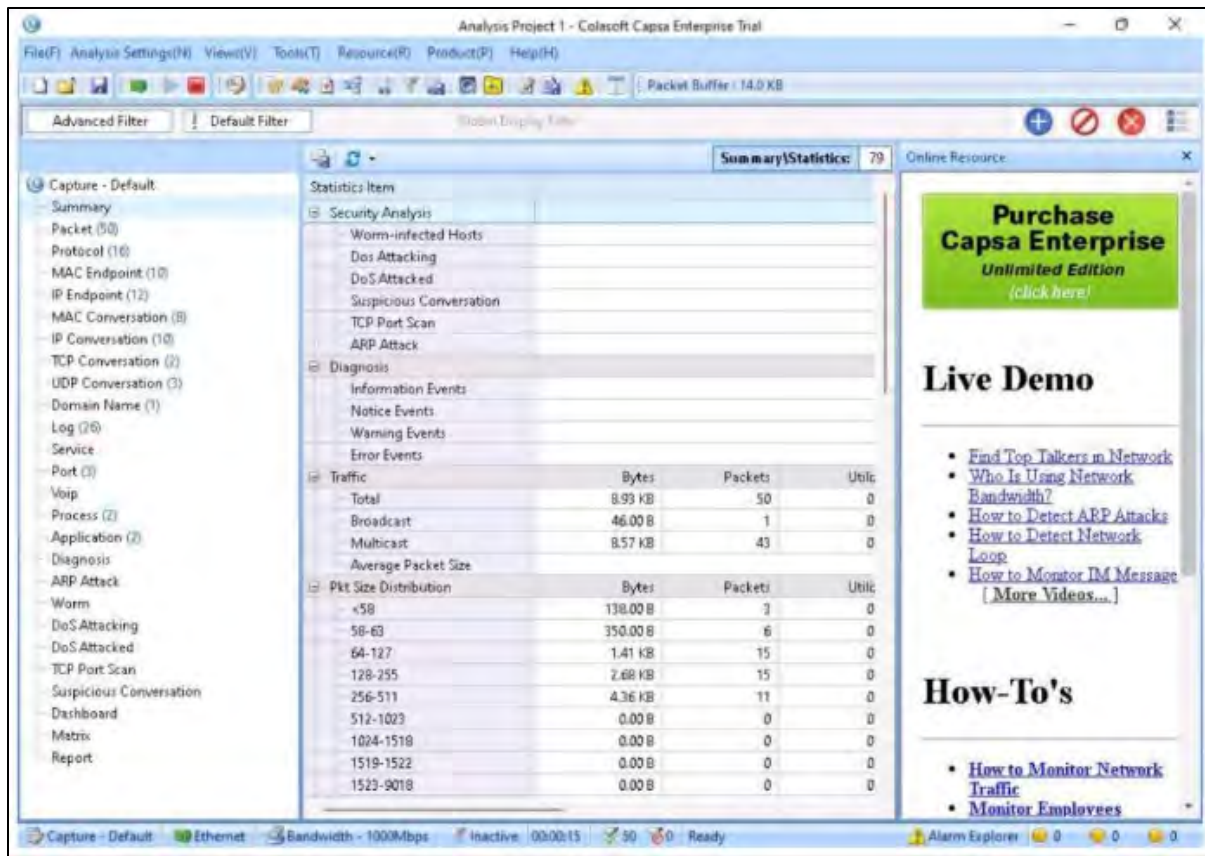 Analysis Project 1 - Colasoft Capsa Enterprise Trial
File(F) Analysis Settings(N) Views(V) Tools(T) Resource(R) Product(P) Help(H)
Packet Buffer : 14.0 KB
Advanced Filter
! Default Filter
Global Display Filter
Summary\Statistics: 79
Online Resource
Capture - Default
Summary
Packet (50)
Protocol (16)
MAC Endpoint (10)
IP Endpoint (12)
MAC Conversation (8)
IP Conversation (10)
TCP Conversation (2)
UDP Conversation (3)
Domain Name (1)
Log (26)
Service
Port (3)
Voip
Process (2)
Application (2)
Diagnosis
ARP Attack
Worm
DoS Attacking
DoS Attacked
TCP Port Scan
Suspicious Conversation
Dashboard
Matrix
Report
Statistics Item
Security Analysis
Worm-infected Hosts
Dos Attacking
DoS Attacked
Suspicious Conversation
TCP Port Scan
ARP Attack
Diagnosis
Information Events
Notice Events
Warning Events
Error Events
Traffic Bytes Packets Utiliz
Total 8.93 KB 50 0
Broadcast 46.00 B 1 0
Multicast 8.57 KB 43 0
Average Packet Size
Pkt Size Distribution Bytes Packets Utiliz
<58 138.00 B 3 0
58-63 350.00 B 6 0
64-127 1.41 KB 15 0
128-255 2.68 KB 15 0
256-511 4.36 KB 11 0
512-1023 0.00 B 0 0
1024-1518 0.00 B 0 0
1519-1522 0.00 B 0 0
1523-9018 0.00 B 0 0
Purchase
Capsa Enterprise
Unlimited Edition
(click here)
Live Demo
Find Top Talkers in Network
Who Is Using Network
Bandwidth?
How to Detect ARP Attacks
How to Detect Network
Loop
How to Monitor IM Message
[ More Videos... ]
How-To's
How to Monitor Network
Traffic
Monitor Employees
Capture - Default Ethernet Bandwidth - 1000Mbps Inactive 00:00:15 50 0 Ready Alarm Explorer 0 0 0